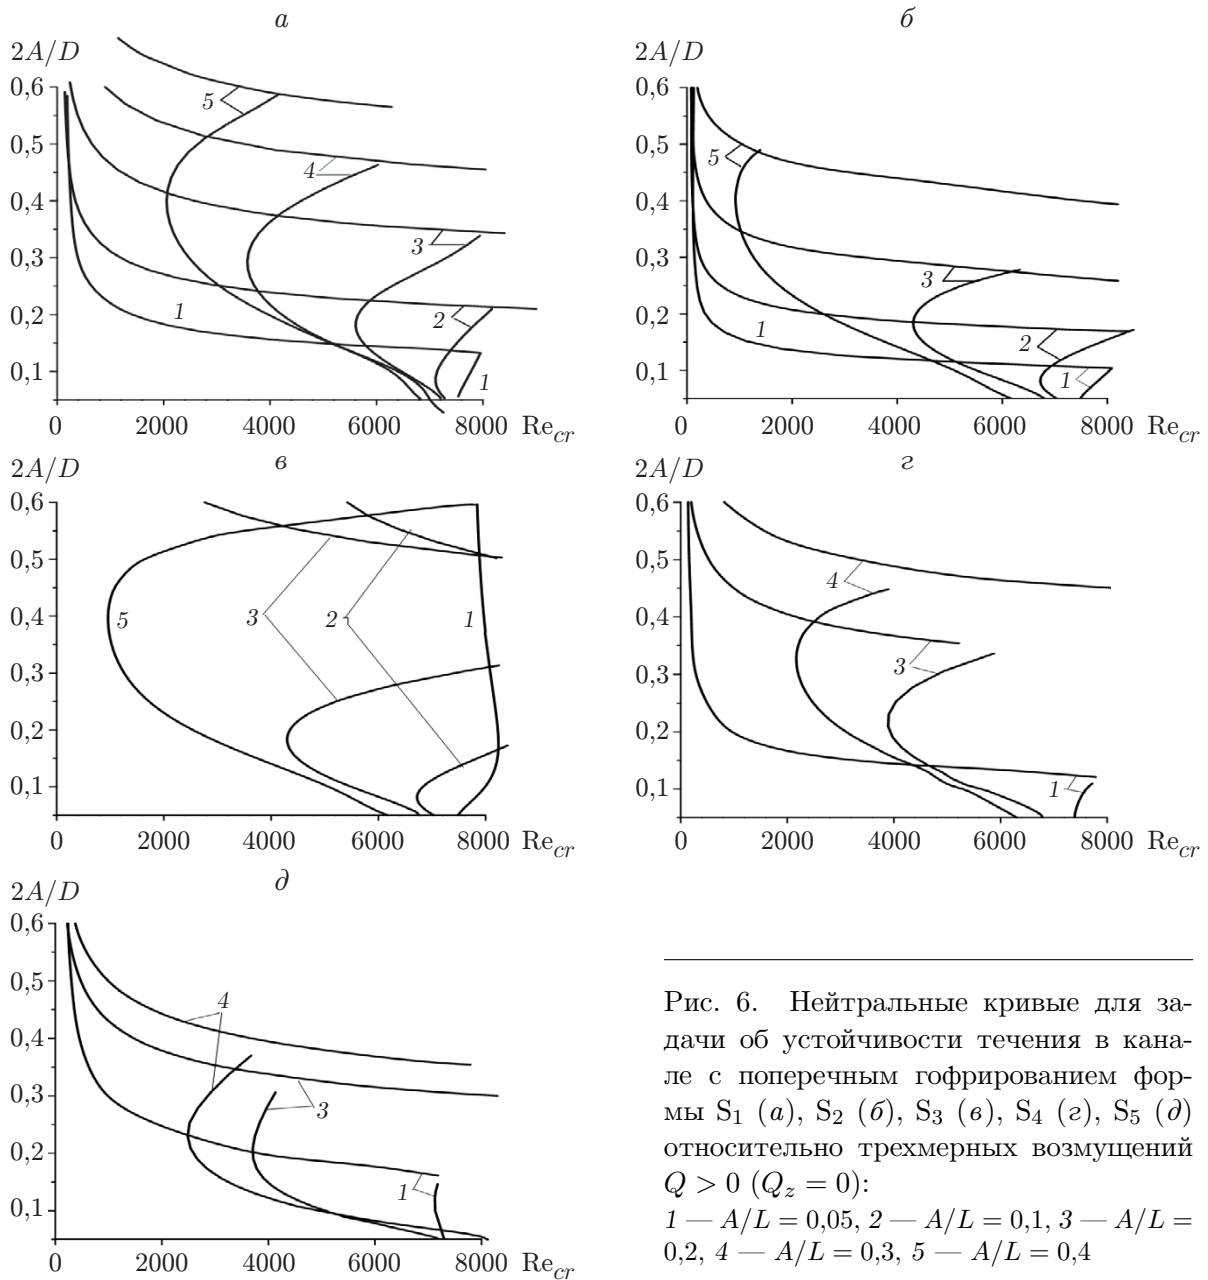 а
2A/D
0,6
0,5
0,4
0,3
0,2
0,1
5
4
3
1
2
1
0 2000 4000 6000 8000 Re_cr
б
2A/D
0,6
0,5
0,4
0,3
0,2
0,1
5
3
1
2
1
0 2000 4000 6000 8000 Re_cr
в
2A/D
0,6
0,5
0,4
0,3
0,2
0,1
5 3 2 1
0 2000 4000 6000 8000 Re_cr
г
2A/D
0,6
0,5
0,4
0,3
0,2
0,1
4
3
1
0 2000 4000 6000 8000 Re_cr
д
2A/D
0,6
0,5
0,4
0,3
0,2
0,1
4
3
1
0 2000 4000 6000 8000 Re_cr
Рис. 6. Нейтральные кривые для за-
дачи об устойчивости течения в кана-
ле с поперечным гофрированием фор-
мы S₁ (а), S₂ (б), S₃ (в), S₄ (г), S₅ (д)
относительно трехмерных возмущений
Q > 0 (Q_z = 0):
1 — A/L = 0,05, 2 — A/L = 0,1, 3 — A/L =
0,2, 4 — A/L = 0,3, 5 — A/L = 0,4